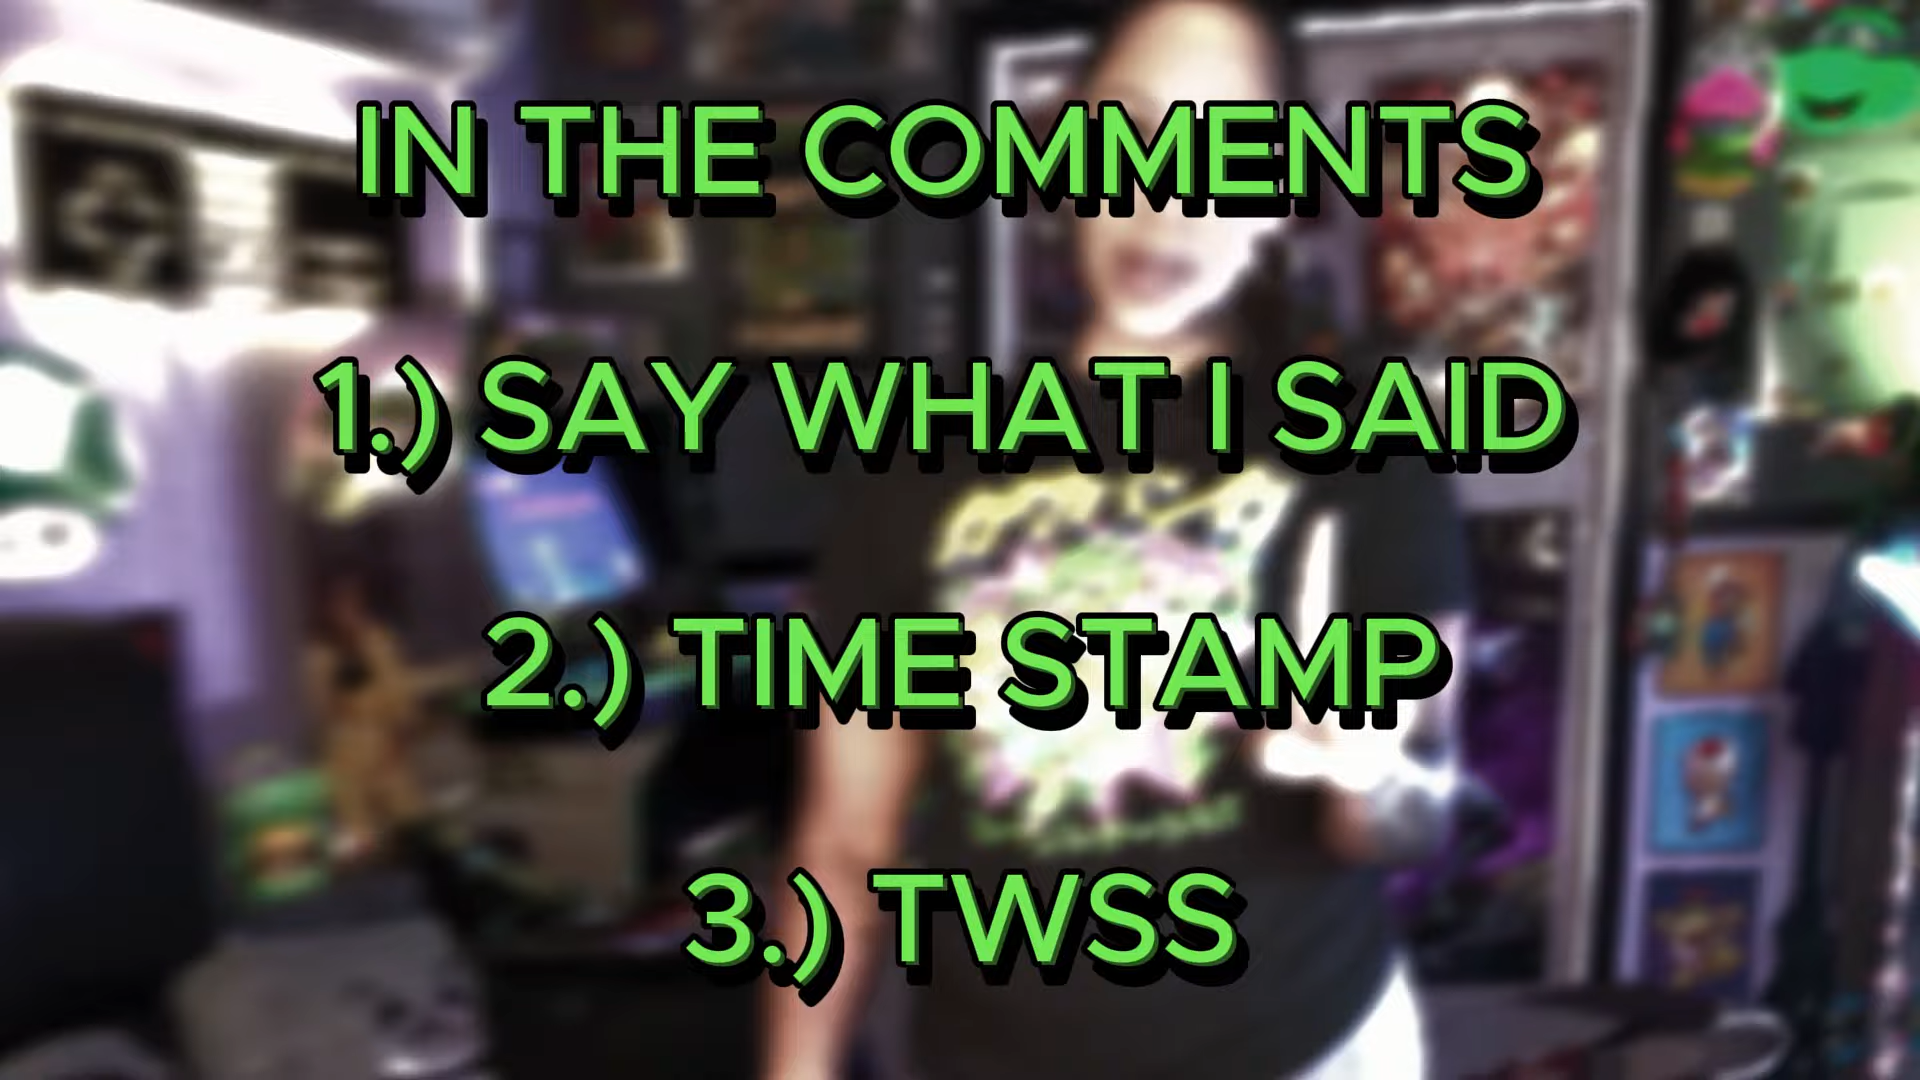 IN THE COMMENTS
1.) SAY WHAT I SAID
2.) TIME STAMP
3.) TWSS